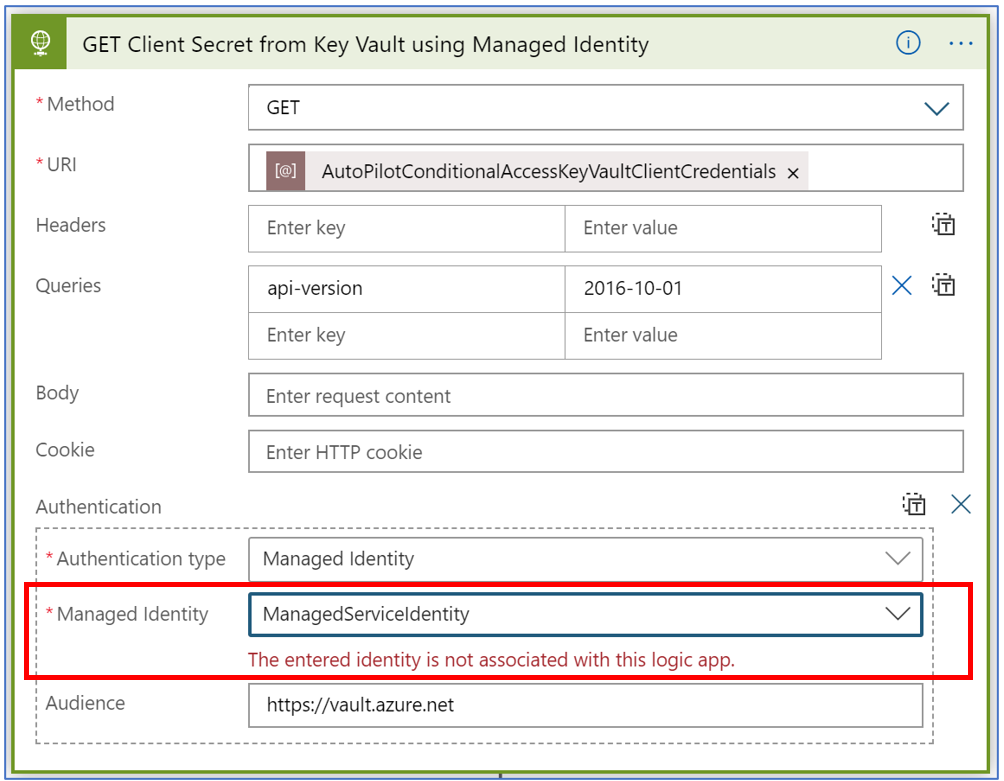 GET Client Secret from Key Vault using Managed Identity
* Method
GET
* URI
[@] AutoPilotConditionalAccessKeyVaultClientCredentials ×
Headers
Enter key
Enter value
Queries
api-version
2016-10-01
Enter key
Enter value
Body
Enter request content
Cookie
Enter HTTP cookie
Authentication
* Authentication type
Managed Identity
* Managed Identity
ManagedServiceIdentity
The entered identity is not associated with this logic app.
Audience
https://vault.azure.net